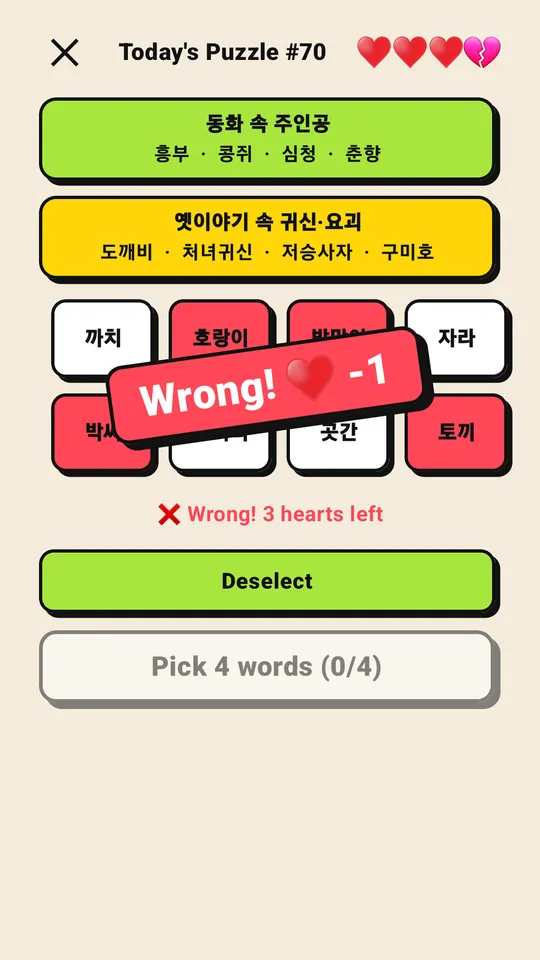 Today's Puzzle #70
동화 속 주인공
흥부 · 콩쥐 · 심청 · 춘향
옛이야기 속 귀신·요괴
도깨비 · 처녀귀신 · 저승사자 · 구미호
까치
호랑이
자라
Wrong! ❤️ -1
곳간
토끼
❌ Wrong! 3 hearts left
Deselect
Pick 4 words (0/4)